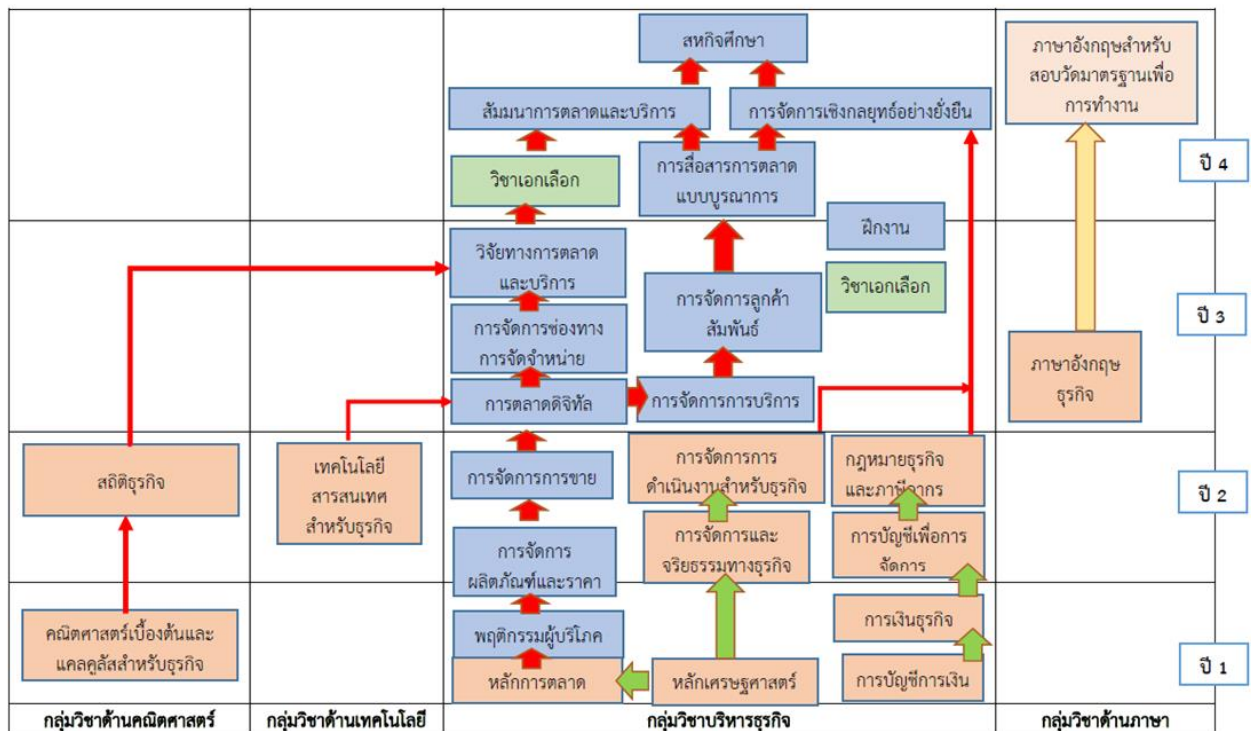 สหกิจศึกษา
ภาษาอังกฤษสำหรับ
สอบวัดมาตรฐานเพื่อ
การทำงาน
สัมมนาการตลาดและบริการ
การจัดการเชิงกลยุทธ์อย่างยั่งยืน
วิชาเอกเลือก
การสื่อสารการตลาด
แบบบูรณาการ
ปี 4
ฝึกงาน
วิจัยทางการตลาด
และบริการ
วิชาเอกเลือก
การจัดการลูกค้า
สัมพันธ์
การจัดการช่องทาง
การจัดจำหน่าย
ปี 3
ภาษาอังกฤษ
ธุรกิจ
การตลาดดิจิทัล
การจัดการการบริการ
สถิติธุรกิจ
เทคโนโลยี
สารสนเทศ
สำหรับธุรกิจ
การจัดการการขาย
การจัดการการ
ดำเนินงานสำหรับธุรกิจ
กฎหมายธุรกิจ
และภาษีอากร
ปี 2
การจัดการ
ผลิตภัณฑ์และราคา
การจัดการและ
จริยธรรมทางธุรกิจ
การบัญชีเพื่อการ
จัดการ
คณิตศาสตร์เบื้องต้นและ
แคลคูลัสสำหรับธุรกิจ
พฤติกรรมผู้บริโภค
การเงินธุรกิจ
หลักการตลาด
หลักเศรษฐศาสตร์
การบัญชีการเงิน
ปี 1
กลุ่มวิชาด้านคณิตศาสตร์
กลุ่มวิชาด้านเทคโนโลยี
กลุ่มวิชาบริหารธุรกิจ
กลุ่มวิชาด้านภาษา